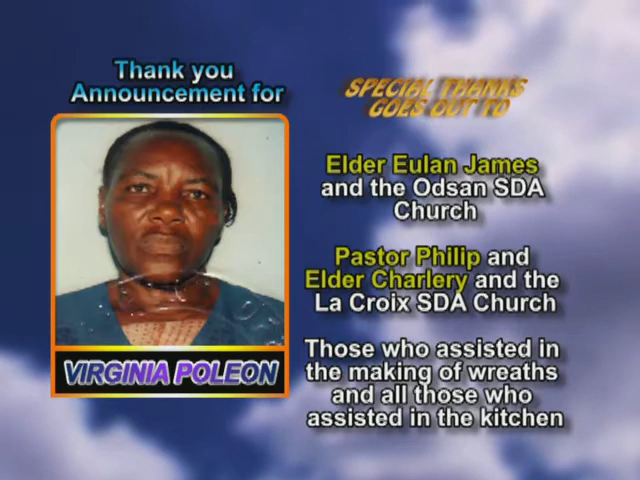 Thank you
Announcement for
VIRGINIA POLEON
SPECIAL THANKS
GOES OUT TO
Elder Eulan James
and the Odsan SDA
Church
Pastor Philip and
Elder Charlery and the
La Croix SDA Church
Those who assisted in
the making of wreaths
and all those who
assisted in the kitchen